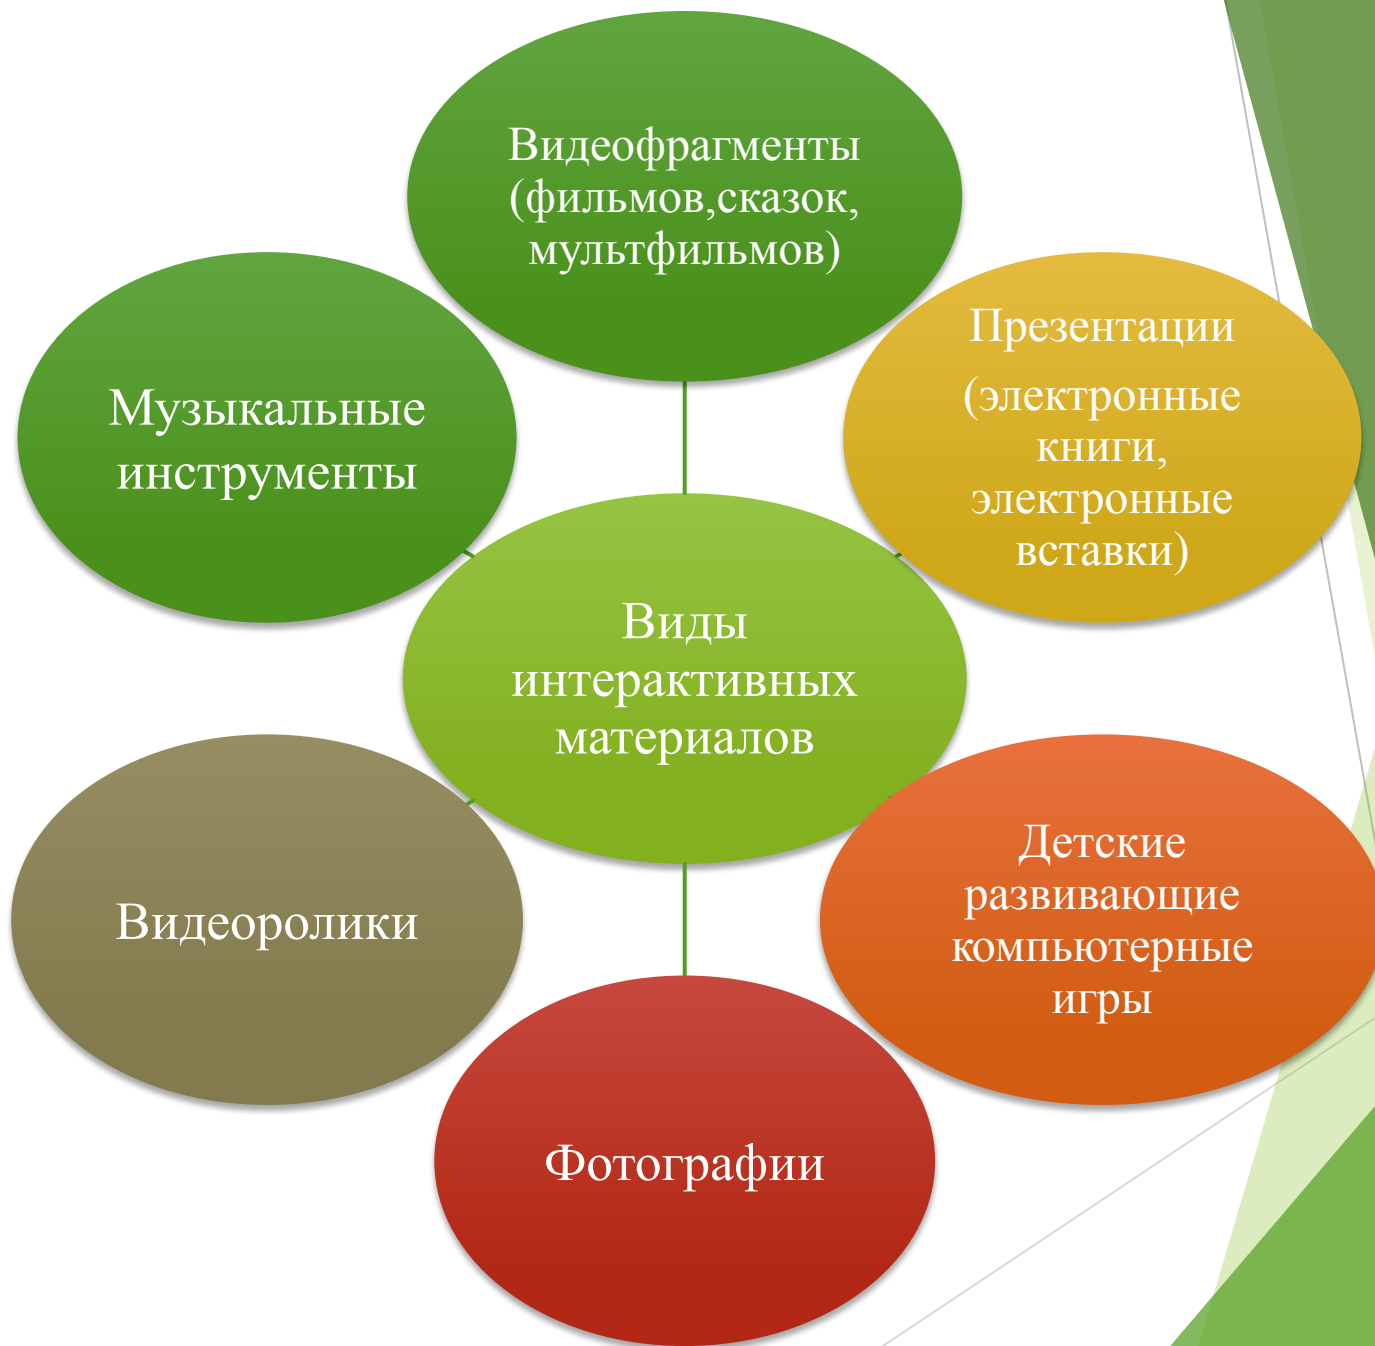 Видеофрагменты
(фильмов,сказок,
мультфильмов)
Презентации
(электронные
книги,
электронные
вставки)
Музыкальные
инструменты
Виды
интерактивных
материалов
Детские
развивающие
компьютерные
игры
Видеоролики
Фотографии